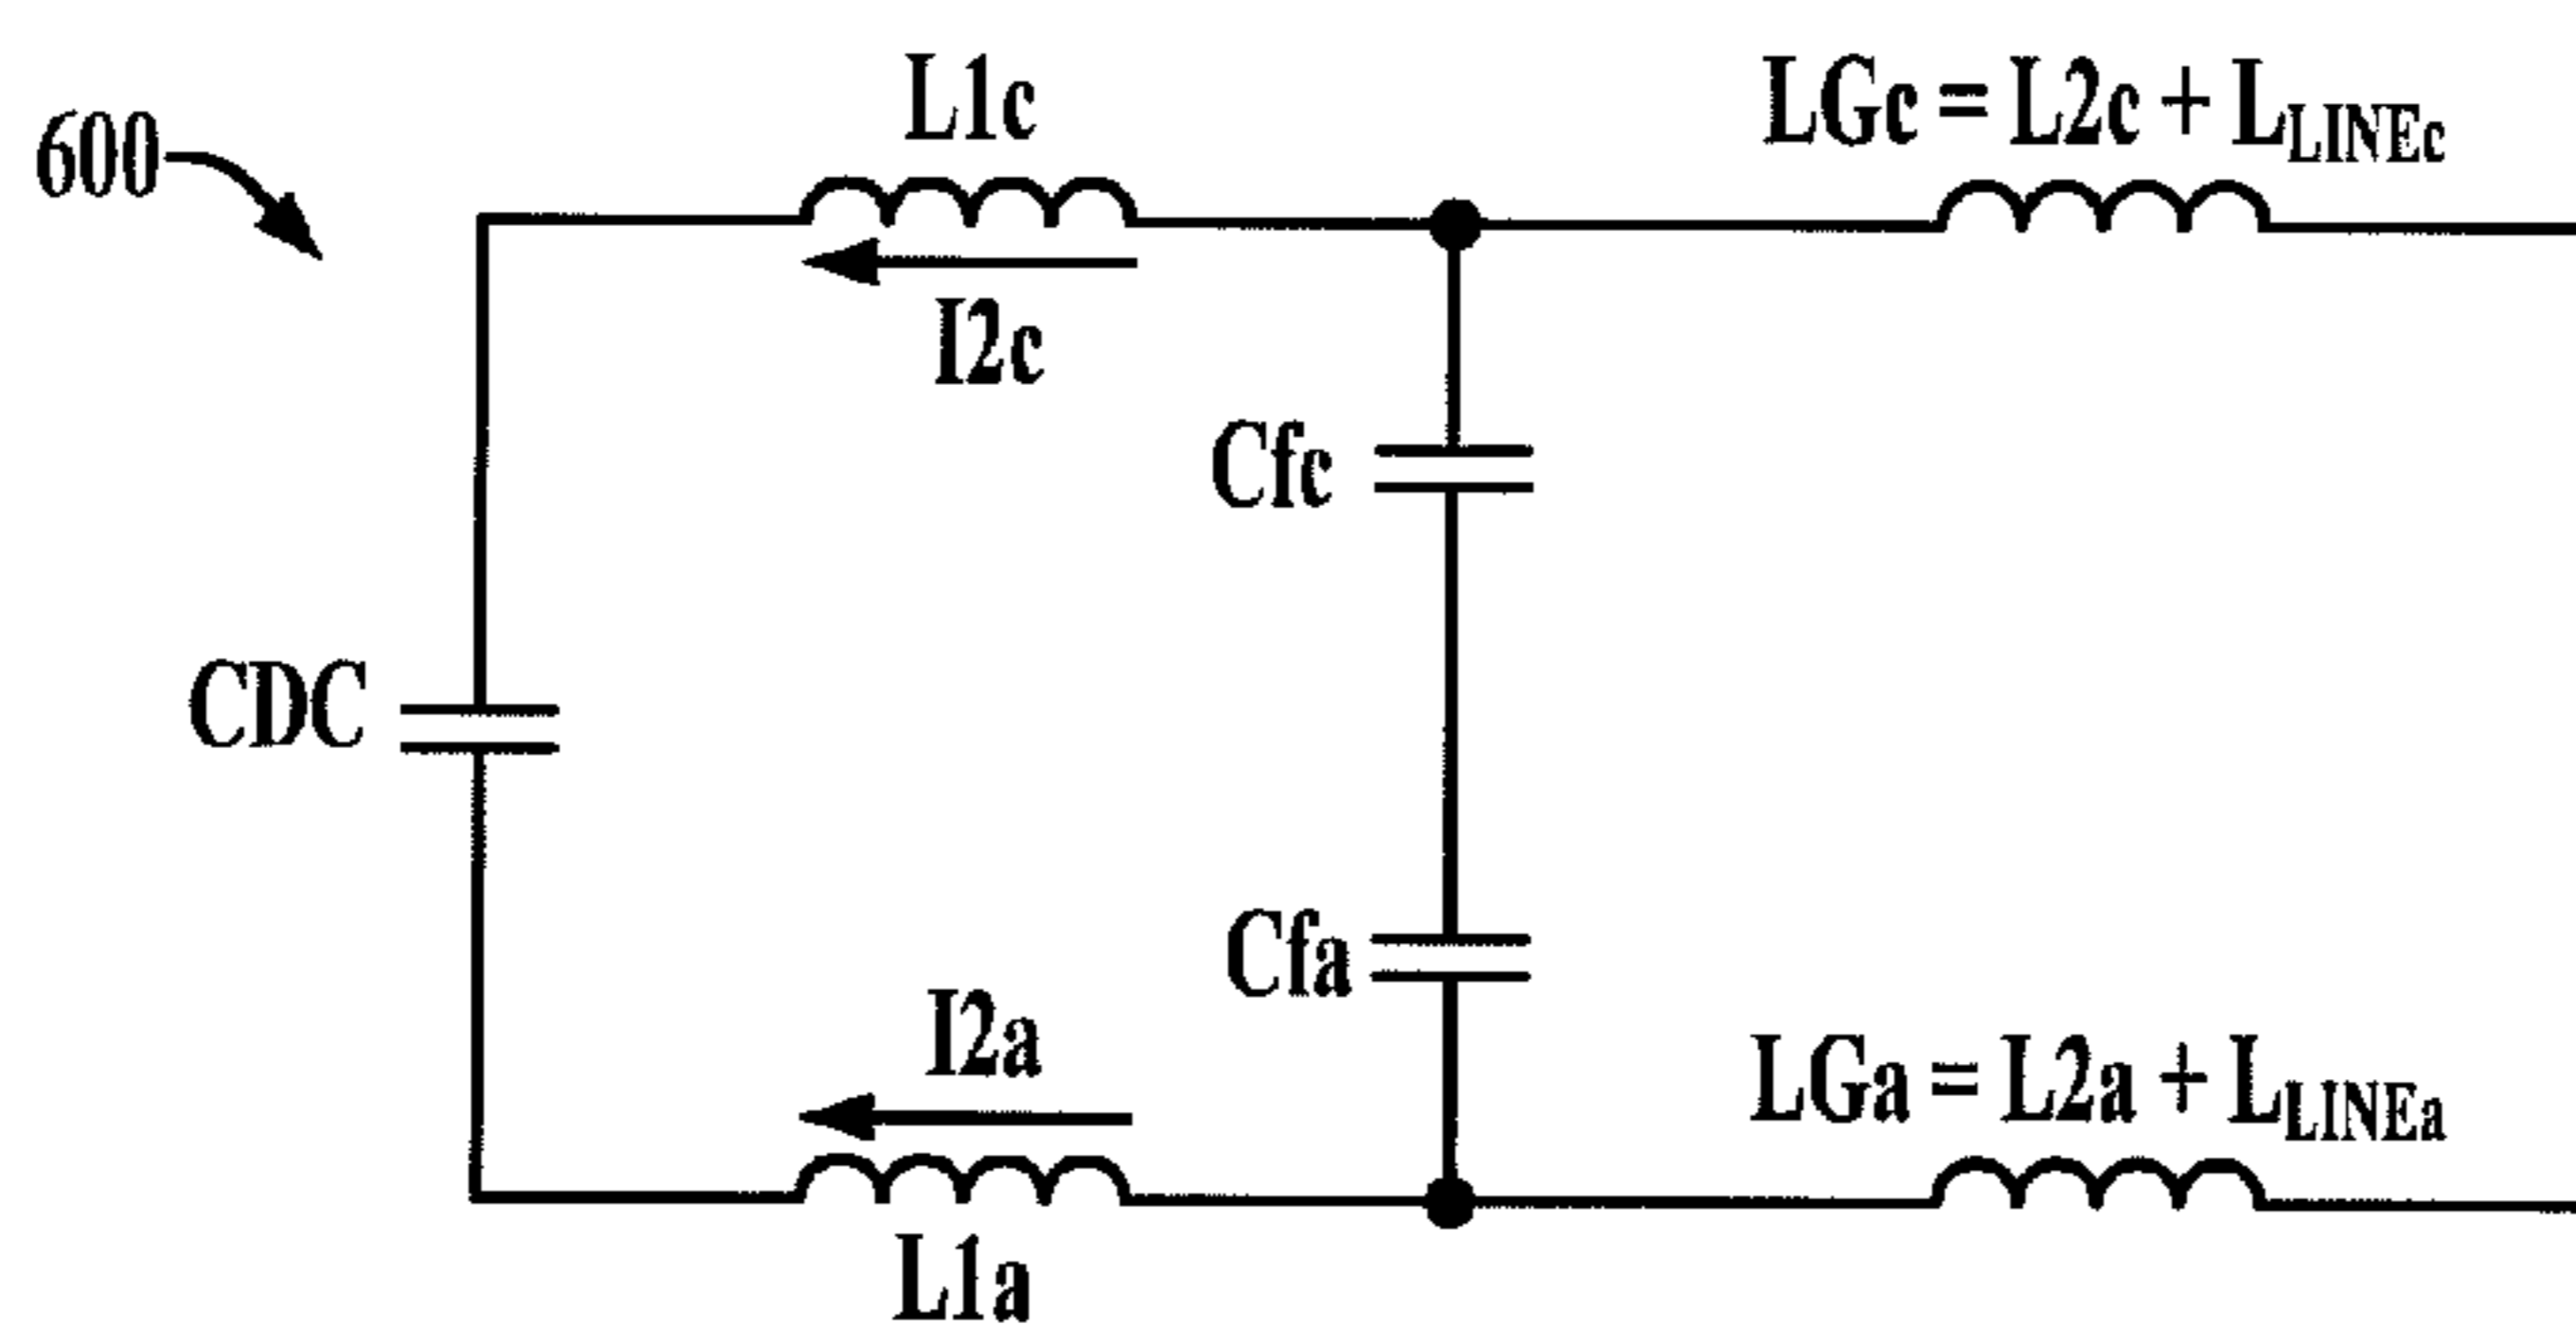 600
L1c
LGc = L2c + LLINEc
I2c
Cfc
CDC
Cfa
I2a
LGa = L2a + LLINEa
L1a